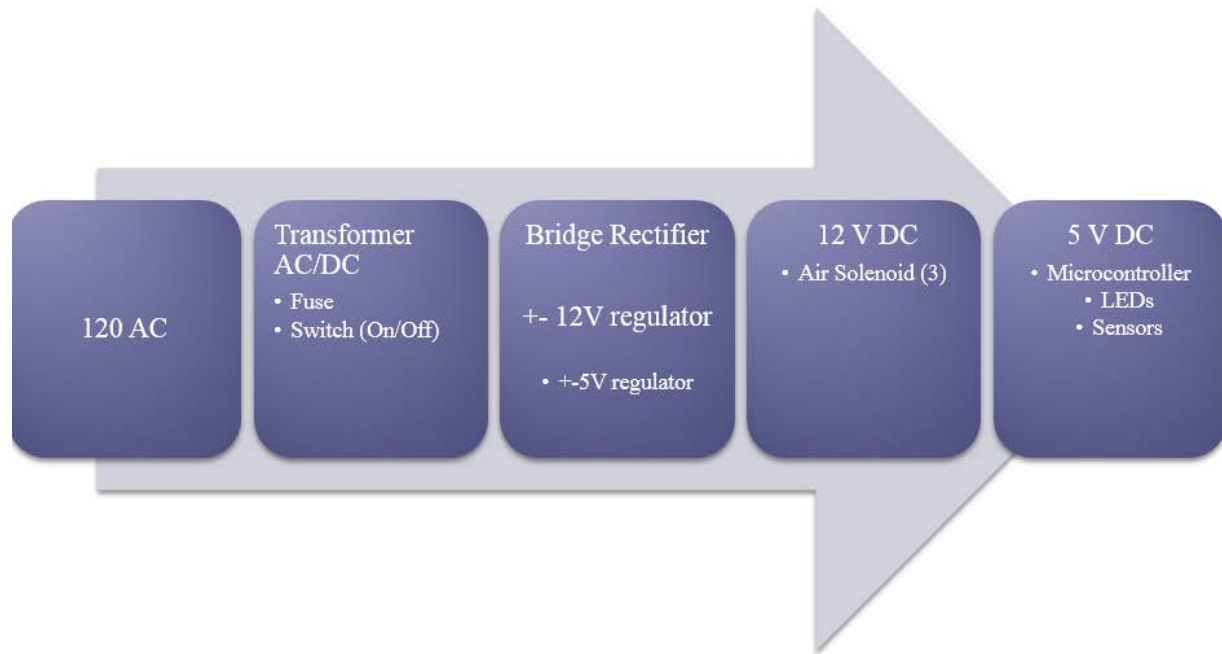 120 AC
Transformer
AC/DC
• Fuse
• Switch (On/Off)
Bridge Rectifier
+- 12V regulator
• +-5V regulator
12 V DC
• Air Solenoid (3)
5 V DC
• Microcontroller
• LEDs
• Sensors